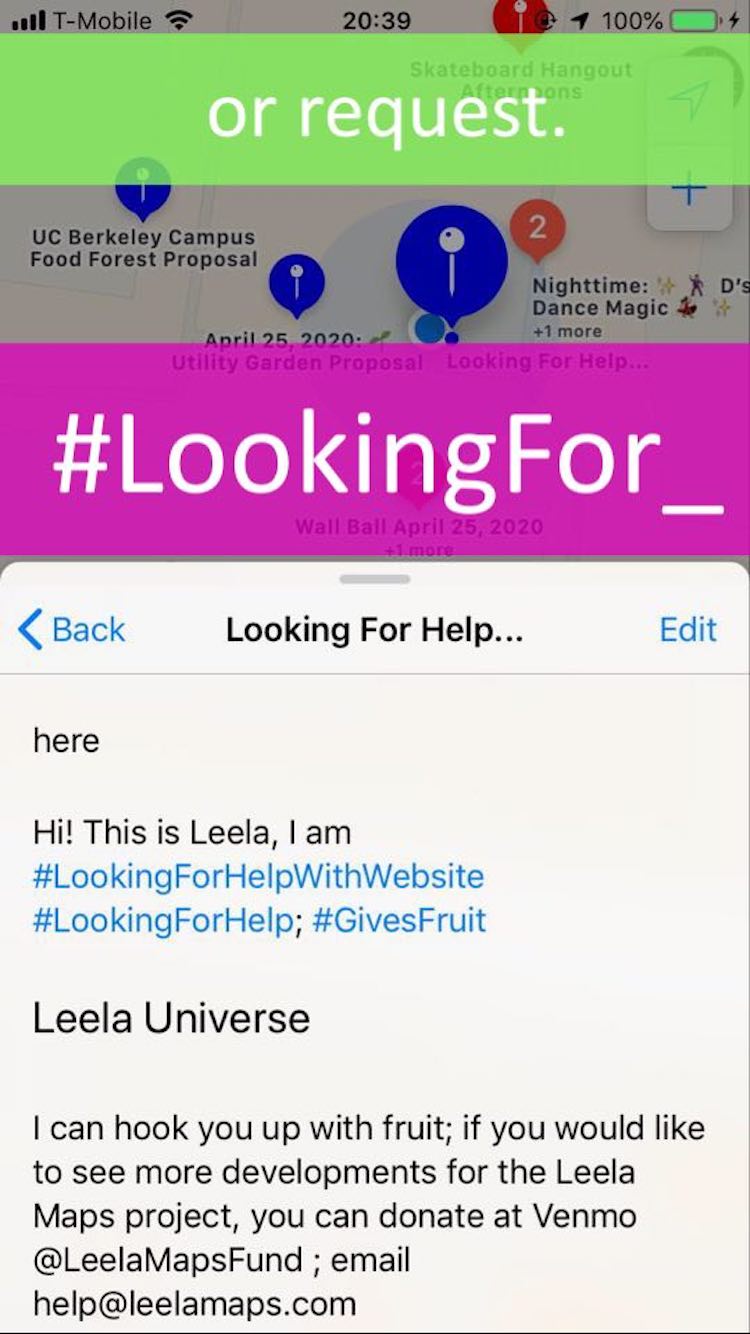 T-Mobile 20:39 100%
Skateboard Hangout
Afternoons
or request.
UC Berkeley Campus
Food Forest Proposal
2
Nighttime: ✨ 🕺 D's
Dance Magic 💃 ✨
+1 more
April 25, 2020: 🌱
Utility Garden Proposal
Looking For Help...
#LookingFor_
2
Wall Ball April 25, 2020
+1 more
Back Looking For Help... Edit
here
Hi! This is Leela, I am
#LookingForHelpWithWebsite
#LookingForHelp; #GivesFruit
Leela Universe
I can hook you up with fruit; if you would like
to see more developments for the Leela
Maps project, you can donate at Venmo
@LeelaMapsFund ; email
help@leelamaps.com